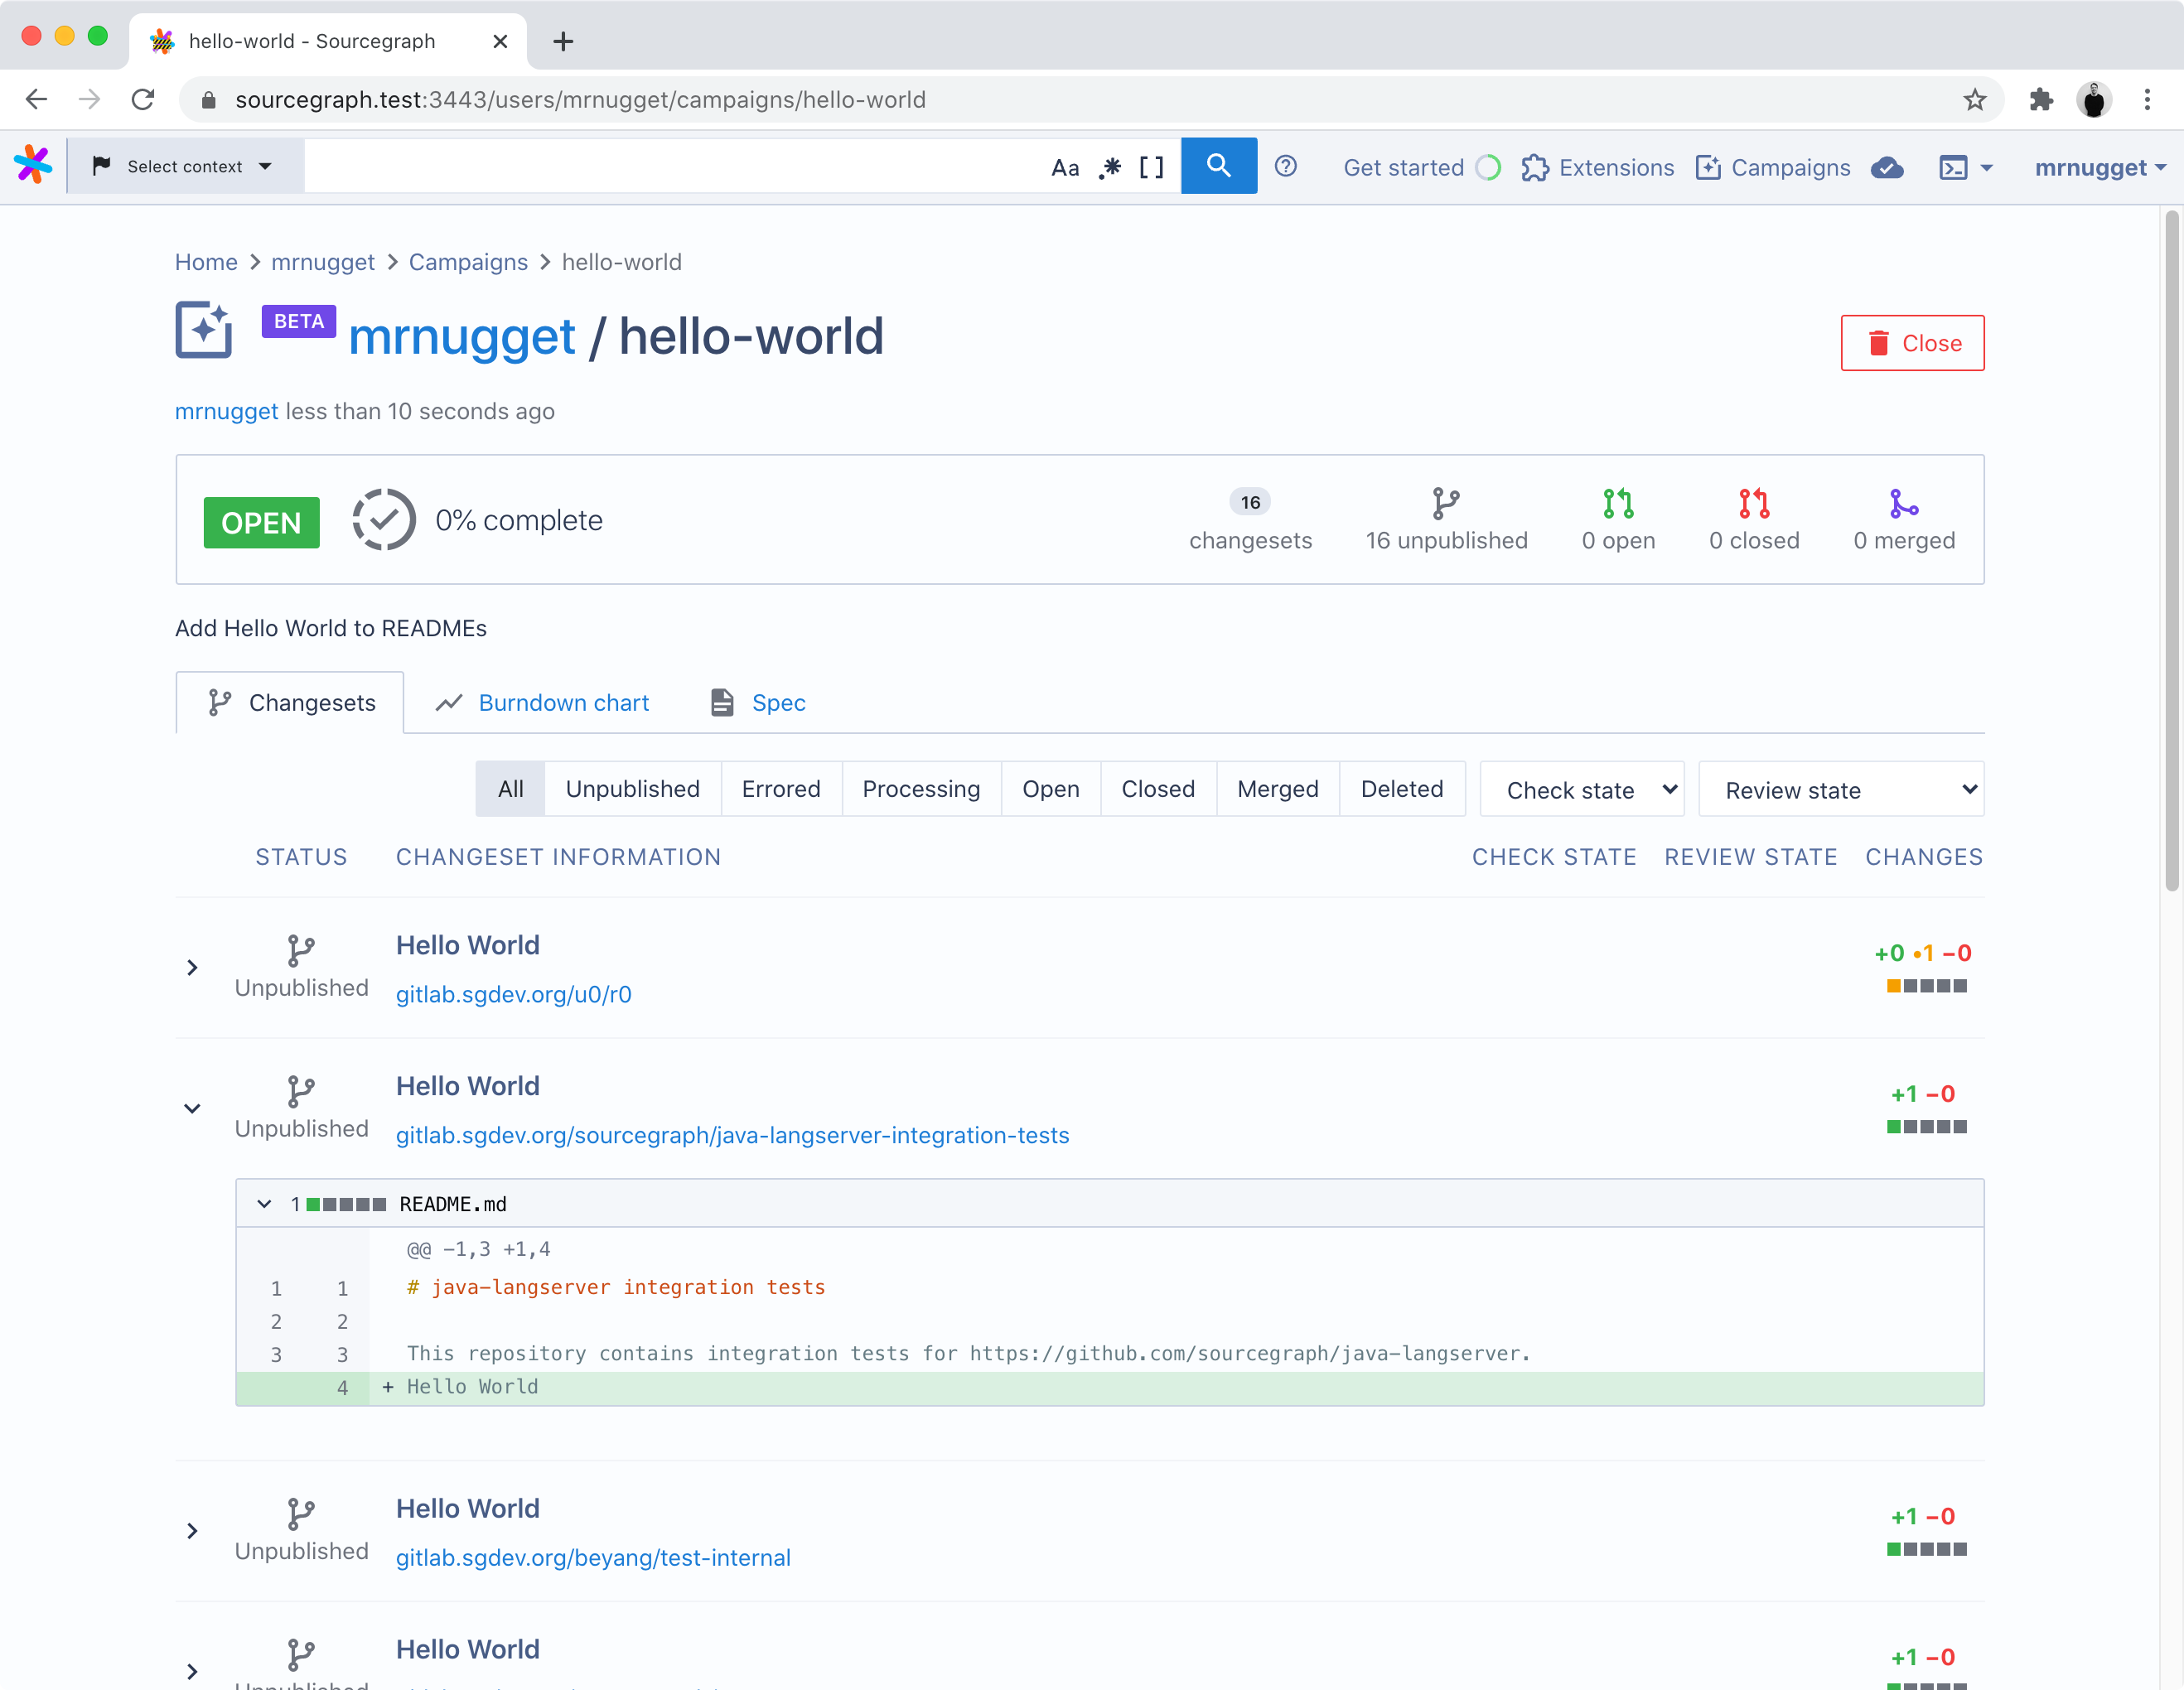 hello-world - Sourcegraph
sourcegraph.test:3443/users/mrnugget/campaigns/hello-world
Select context
Aa .* [ ]
Get started Extensions Campaigns mrnugget
Home > mrnugget > Campaigns > hello-world
BETA mrnugget / hello-world
Close
mrnugget less than 10 seconds ago
OPEN 0% complete
16 changesets
16 unpublished
0 open
0 closed
0 merged
Add Hello World to READMEs
Changesets Burndown chart Spec
All Unpublished Errored Processing Open Closed Merged Deleted Check state Review state
STATUS CHANGESET INFORMATION CHECK STATE REVIEW STATE CHANGES
Hello World
Unpublished
gitlab.sgdev.org/u0/r0
+0 •1 −0
Hello World
Unpublished
gitlab.sgdev.org/sourcegraph/java-langserver-integration-tests
+1 −0
1 README.md
@@ −1,3 +1,4
1 1 # java-langserver integration tests
2 2
3 3 This repository contains integration tests for https://github.com/sourcegraph/java-langserver.
4 + Hello World
Hello World
Unpublished
gitlab.sgdev.org/beyang/test-internal
+1 −0
Hello World
Unpublished
+1 −0